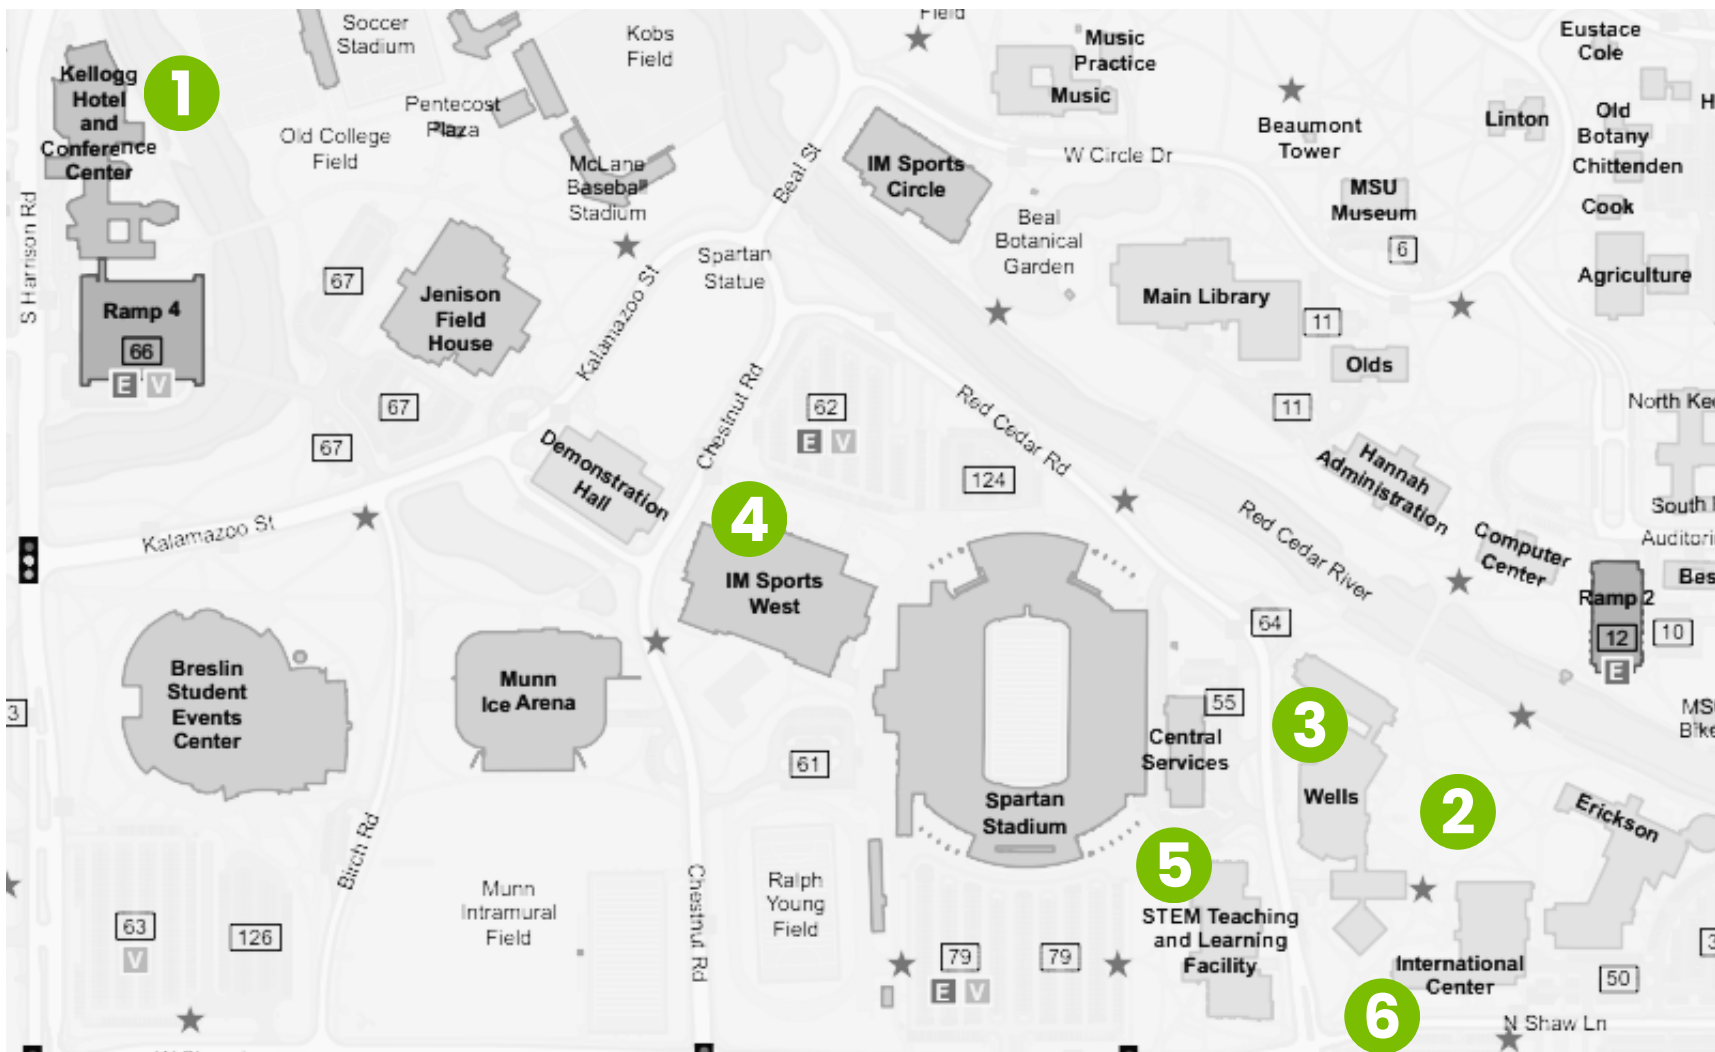 Soccer
Stadium
Field
Kobs
Field
Music
Practice
Music
Eustace
Cole
Kellogg
Hotel
and
Conference
Center
1
Pentecost
Plaza
Old College
Field
McLane
Baseball
Stadium
Beal St
IM Sports
Circle
W Circle Dr
Beaumont
Tower
Linton
Old
Botany
Chittenden
H
MSU
Museum
Cook
6
Beal
Botanical
Garden
S Harrison Rd
Spartan
Statue
Agriculture
67
Jenison
Field
House
Kalamazoo St
Main Library
11
Ramp 4
66
E V
Olds
67
67
Chestnut Rd
62
E V
Red Cedar Rd
11
North Ke
Demonstration
Hall
124
Hannah
Administration
South
Auditori
Kalamazoo St
4
IM Sports
West
Red Cedar River
Computer
Center
Bes
Ramp 2
12
E
10
64
Breslin
Student
Events
Center
Munn
Ice Arena
3
55
3
MS
Bike
Central
Services
61
Spartan
Stadium
Wells
2
Erickson
Birch Rd
5
Munn
Intramural
Field
Chestnut Rd
Ralph
Young
Field
STEM Teaching
and Learning
Facility
63
V
126
79
E V
79
International
Center
50
3
6
N Shaw Ln